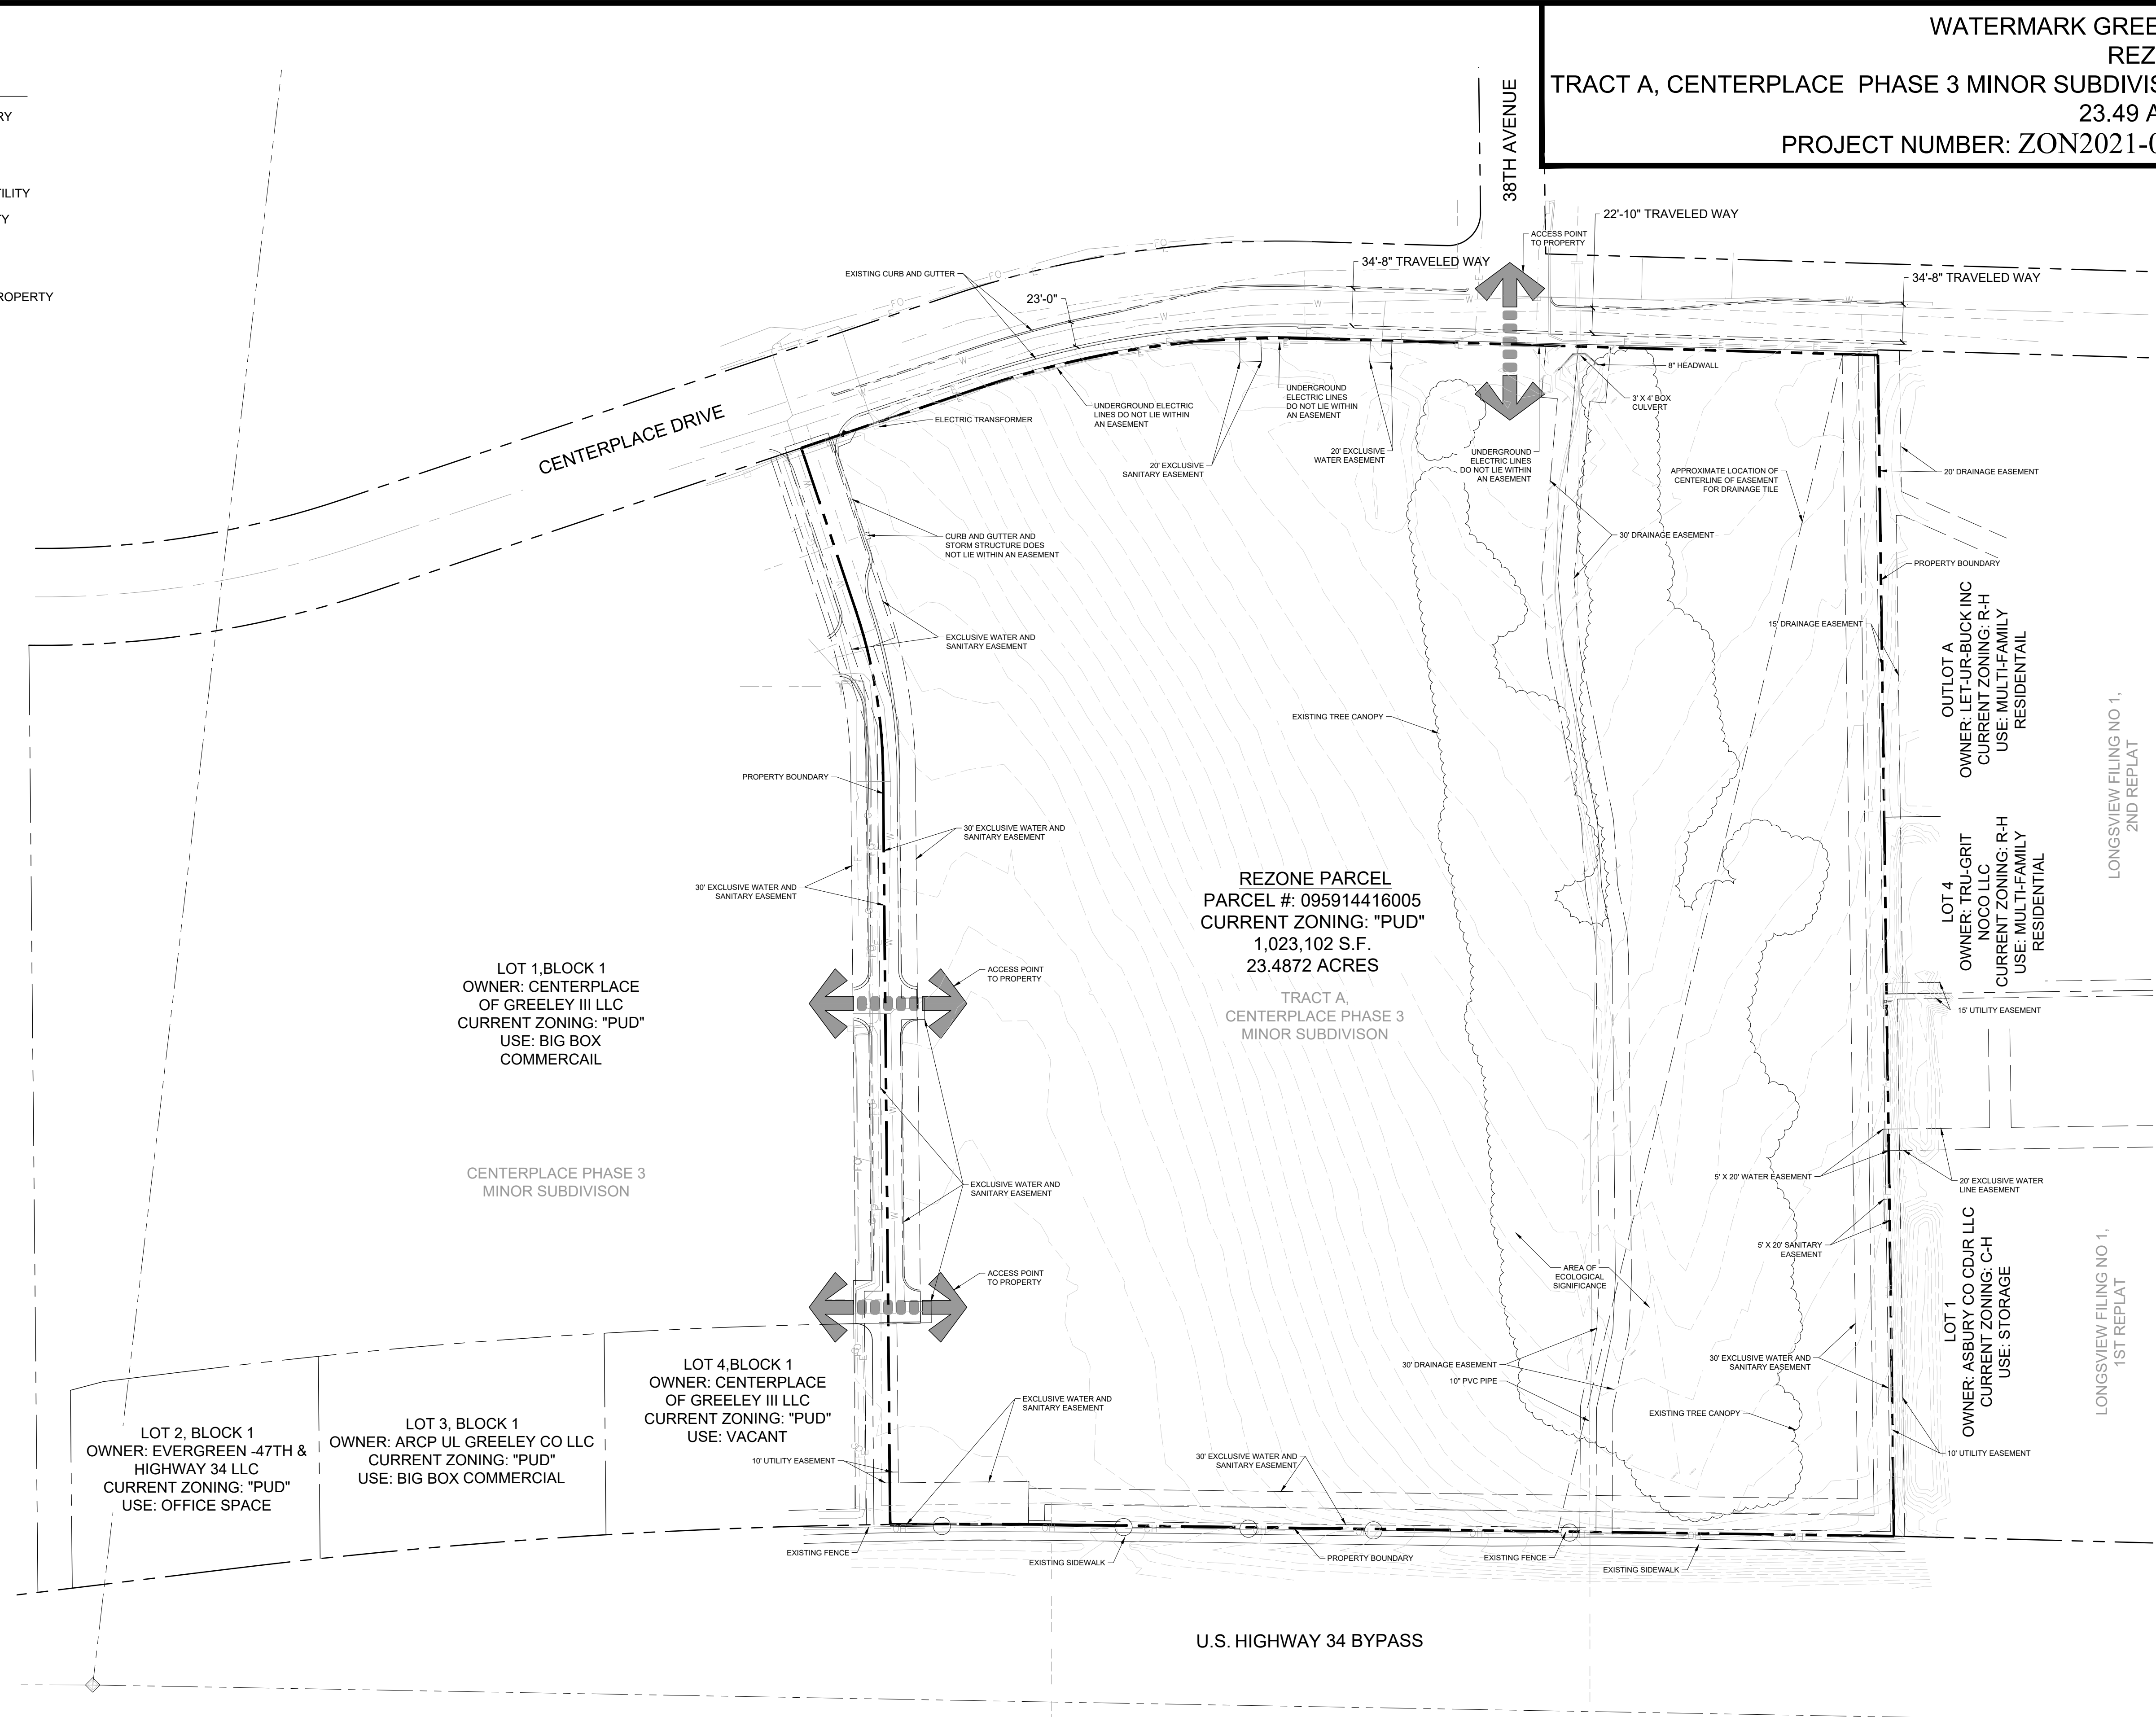 WATERMARK GREE
REZ
TRACT A, CENTERPLACE  PHASE 3 MINOR SUBDIVIS
23.49 A
PROJECT NUMBER: ZON2021-0
RY
TILITY
TY
ROPERTY
38TH AVENUE
22'-10" TRAVELED WAY
ACCESS POINT
TO PROPERTY
34'-8" TRAVELED WAY
34'-8" TRAVELED WAY
EXISTING CURB AND GUTTER
23'-0"
CENTERPLACE DRIVE
ELECTRIC TRANSFORMER
UNDERGROUND ELECTRIC
LINES DO NOT LIE WITHIN
AN EASEMENT
UNDERGROUND
ELECTRIC LINES
DO NOT LIE WITHIN
AN EASEMENT
20' EXCLUSIVE
SANITARY EASEMENT
20' EXCLUSIVE
WATER EASEMENT
UNDERGROUND
ELECTRIC LINES
DO NOT LIE WITHIN
AN EASEMENT
8" HEADWALL
3' X 4' BOX
CULVERT
APPROXIMATE LOCATION OF
CENTERLINE OF EASEMENT
FOR DRAINAGE TILE
20' DRAINAGE EASEMENT
30' DRAINAGE EASEMENT
CURB AND GUTTER AND
STORM STRUCTURE DOES
NOT LIE WITHIN AN EASEMENT
PROPERTY BOUNDARY
15' DRAINAGE EASEMENT
EXCLUSIVE WATER AND
SANITARY EASEMENT
EXISTING TREE CANOPY
OUTLOT A
OWNER: LET-UR-BUCK INC
CURRENT ZONING: R-H
USE: MULTI-FAMILY
RESIDENTAIL
LONGSVIEW FILING NO 1,
2ND REPLAT
PROPERTY BOUNDARY
30' EXCLUSIVE WATER AND
SANITARY EASEMENT
30' EXCLUSIVE WATER AND
SANITARY EASEMENT
REZONE PARCEL
PARCEL #: 095914416005
CURRENT ZONING: "PUD"
1,023,102 S.F.
23.4872 ACRES
TRACT A,
CENTERPLACE PHASE 3
MINOR SUBDIVISON
LOT 4
OWNER: TRU-GRIT
NOCO LLC
CURRENT ZONING: R-H
USE: MULTI-FAMILY
RESIDENTIAL
LOT 1,BLOCK 1
OWNER: CENTERPLACE
OF GREELEY III LLC
CURRENT ZONING: "PUD"
USE: BIG BOX
COMMERCAIL
ACCESS POINT
TO PROPERTY
15' UTILITY EASEMENT
CENTERPLACE PHASE 3
MINOR SUBDIVISON
EXCLUSIVE WATER AND
SANITARY EASEMENT
5' X 20' WATER EASEMENT
20' EXCLUSIVE WATER
LINE EASEMENT
5' X 20' SANITARY
EASEMENT
ACCESS POINT
TO PROPERTY
AREA OF
ECOLOGICAL
SIGNIFICANCE
LOT 1
OWNER: ASBURY CO CDJR LLC
CURRENT ZONING: C-H
USE: STORAGE
LONGSVIEW FILING NO 1,
1ST REPLAT
30' DRAINAGE EASEMENT
10" PVC PIPE
30' EXCLUSIVE WATER AND
SANITARY EASEMENT
EXISTING TREE CANOPY
10' UTILITY EASEMENT
LOT 4,BLOCK 1
OWNER: CENTERPLACE
OF GREELEY III LLC
CURRENT ZONING: "PUD"
USE: VACANT
EXCLUSIVE WATER AND
SANITARY EASEMENT
LOT 3, BLOCK 1
OWNER: ARCP UL GREELEY CO LLC
CURRENT ZONING: "PUD"
USE: BIG BOX COMMERCIAL
LOT 2, BLOCK 1
OWNER: EVERGREEN -47TH &
HIGHWAY 34 LLC
CURRENT ZONING: "PUD"
USE: OFFICE SPACE
10' UTILITY EASEMENT
30' EXCLUSIVE WATER AND
SANITARY EASEMENT
EXISTING FENCE
EXISTING SIDEWALK
PROPERTY BOUNDARY
EXISTING FENCE
EXISTING SIDEWALK
U.S. HIGHWAY 34 BYPASS